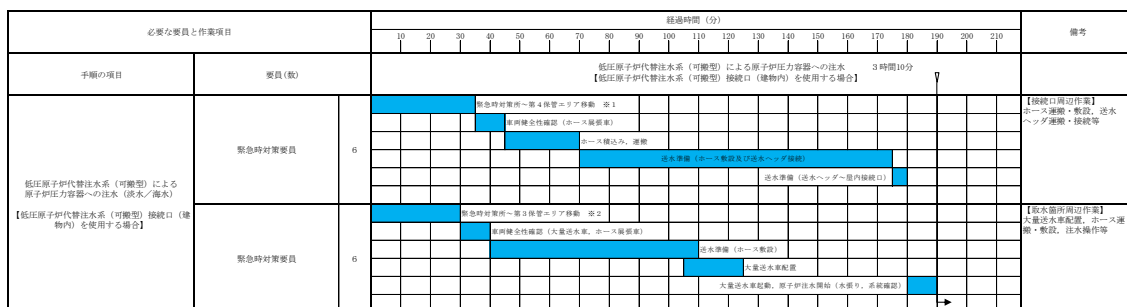 必要な要員と作業項目
経過時間（分）
備考
10 20 30 40 50 60 70 80 90 100 110 120 130 140 150 160 170 180 190 200 210
手順の項目
要員(数)
低圧原子炉代替注水系（可搬型）による原子炉圧力容器への注水　３時間10分
【低圧原子炉代替注水系（可搬型）接続口（建物内）を使用する場合】
低圧原子炉代替注水系（可搬型）による
原子炉圧力容器への注水（淡水／海水）
【低圧原子炉代替注水系（可搬型）接続口（建
物内）を使用する場合】
緊急時対策要員
6
緊急時対策所～第４保管エリア移動　※１
車両健全性確認（ホース展張車）
ホース積込み，運搬
送水準備（ホース敷設及び送水ヘッダ接続）
送水準備（送水ヘッダ～屋内接続口）
【接続口周辺作業】
ホース運搬・敷設，送水
ヘッダ運搬・接続等
緊急時対策要員
6
緊急時対策所～第３保管エリア移動　※２
車両健全性確認（大量送水車，ホース展張車）
送水準備（ホース敷設）
大量送水車配置
大量送水車起動，原子炉注水開始（水張り，系統確認）
【取水箇所周辺作業】
大量送水車配置，ホース運
搬・敷設，注水操作等